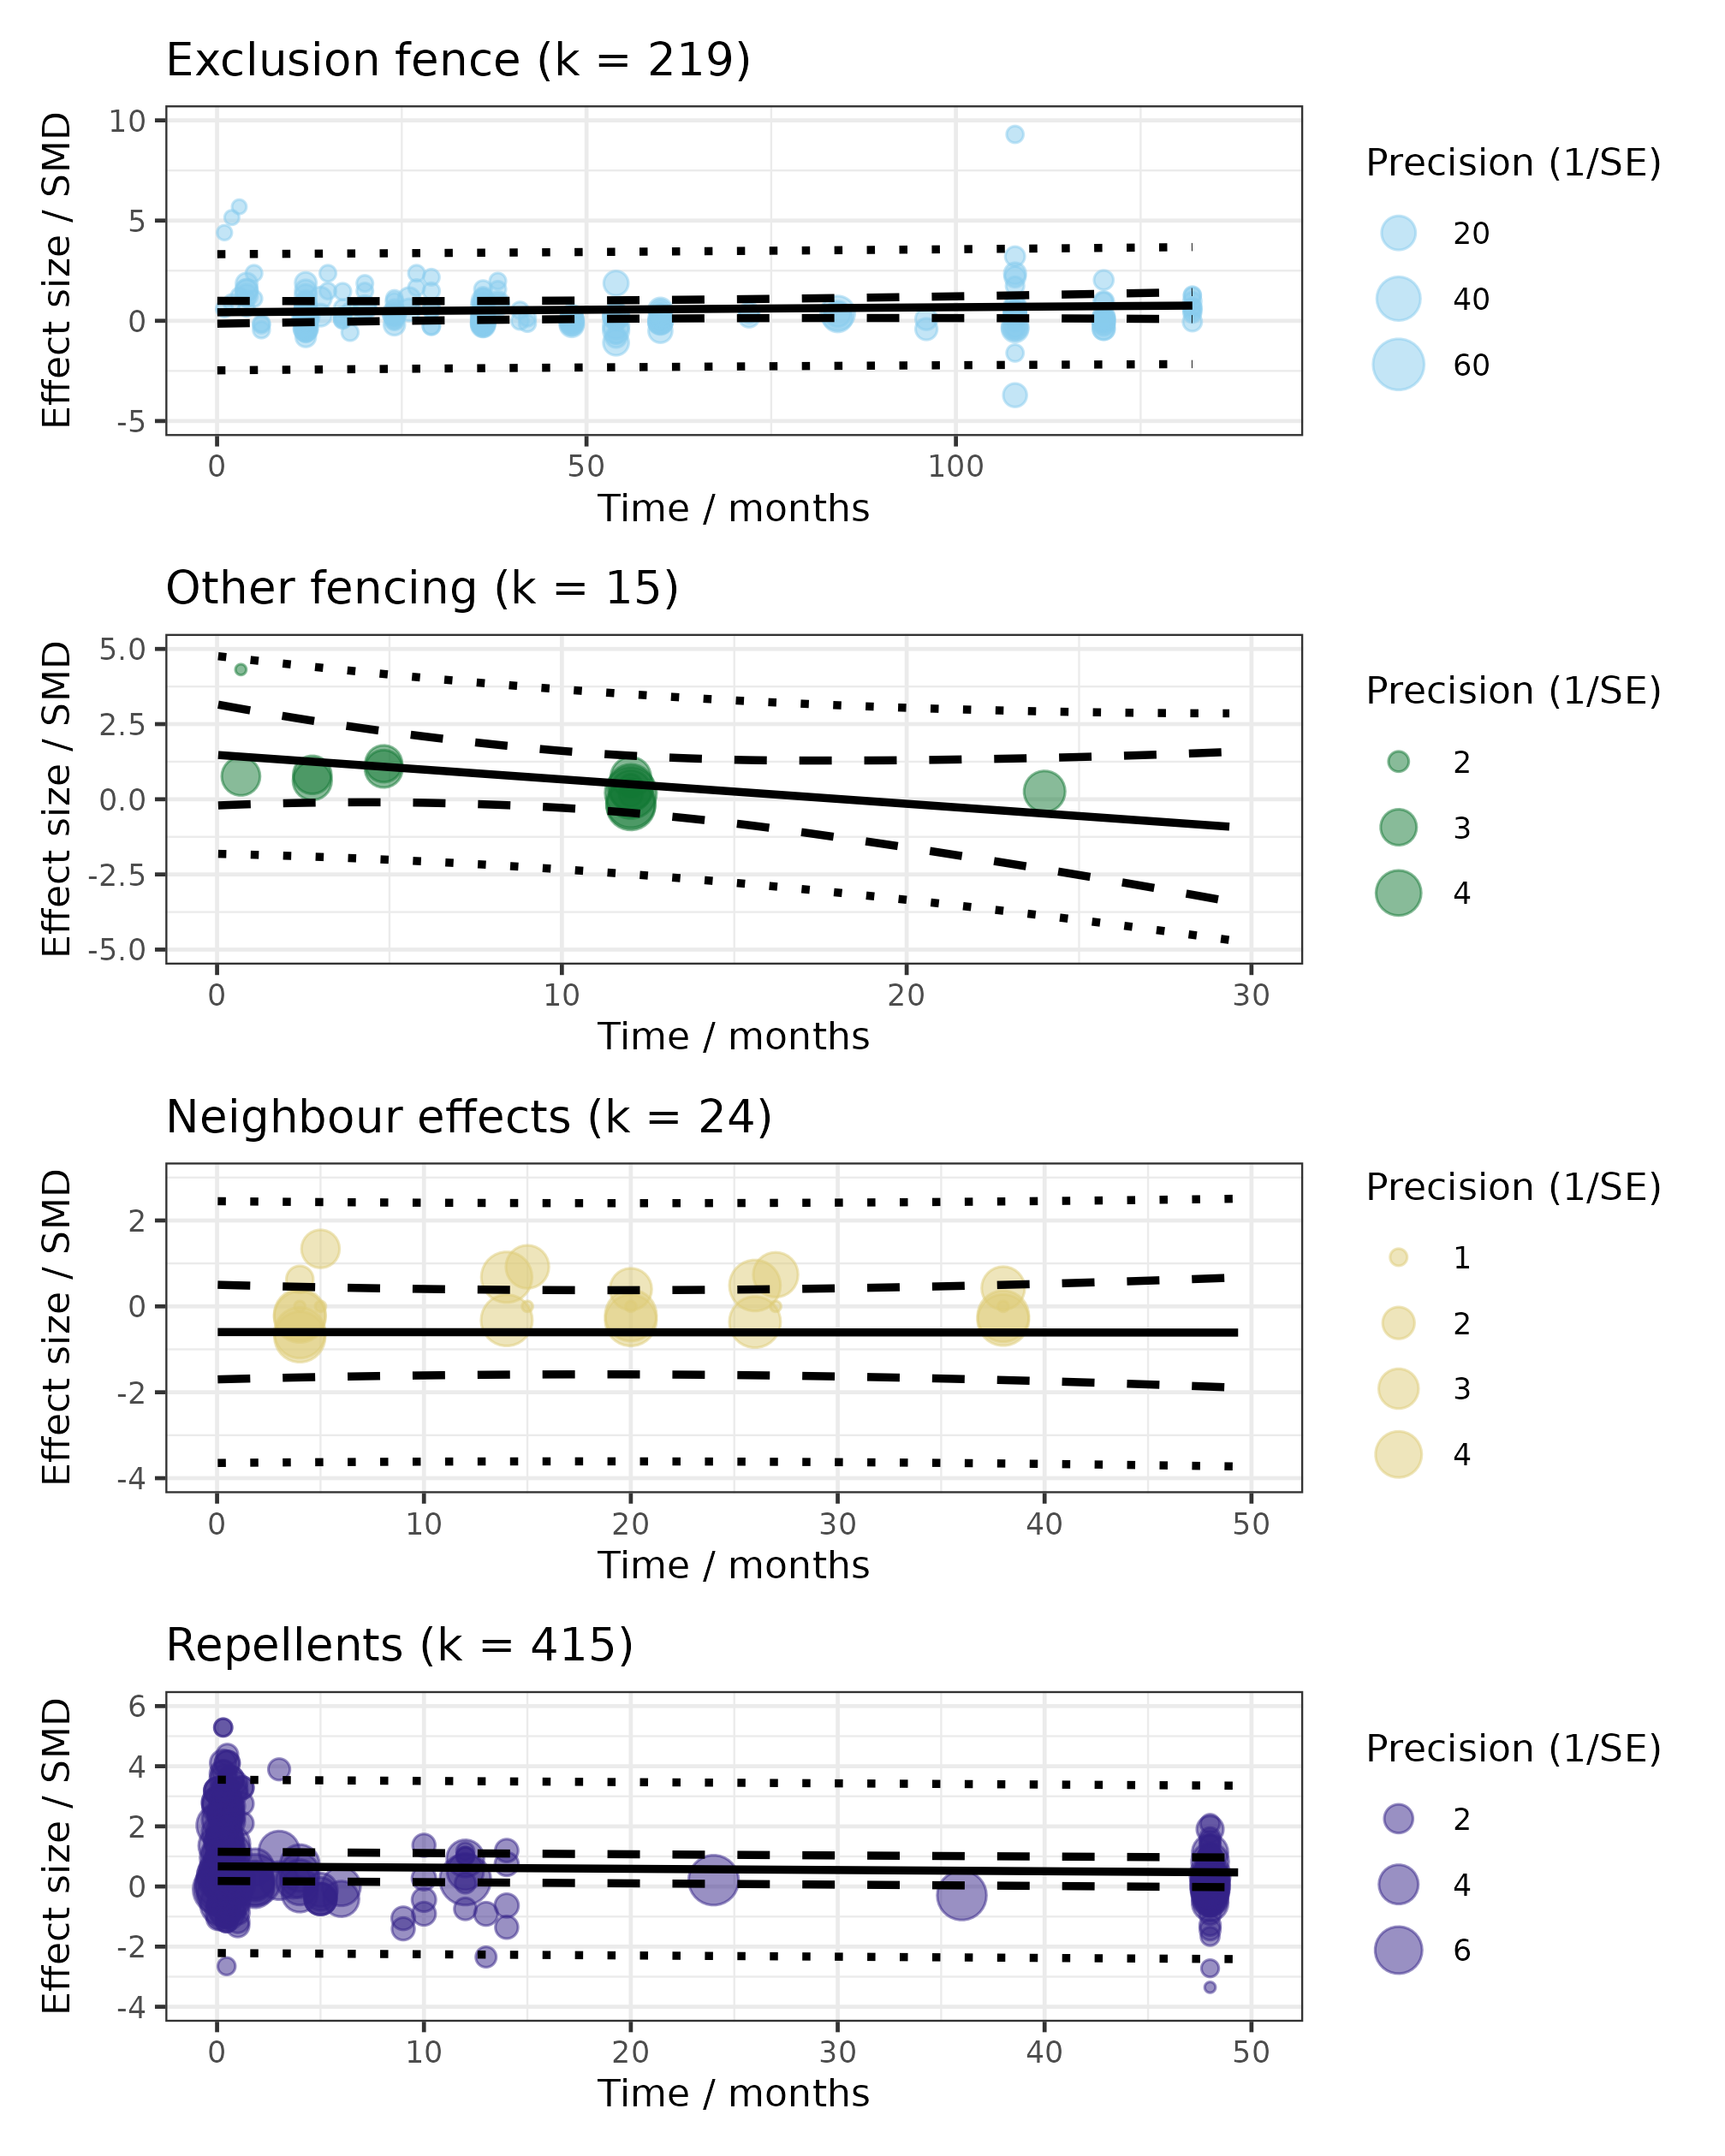 Exclusion fence (k = 219)
Effect size / SMD
10
5
0
-5
0 50 100
Time / months
Precision (1/SE)
20
40
60
Other fencing (k = 15)
Effect size / SMD
5.0
2.5
0.0
-2.5
-5.0
0 10 20 30
Time / months
Precision (1/SE)
2
3
4
Neighbour effects (k = 24)
Effect size / SMD
2
0
-2
-4
0 10 20 30 40 50
Time / months
Precision (1/SE)
1
2
3
4
Repellents (k = 415)
Effect size / SMD
6
4
2
0
-2
-4
0 10 20 30 40 50
Time / months
Precision (1/SE)
2
4
6